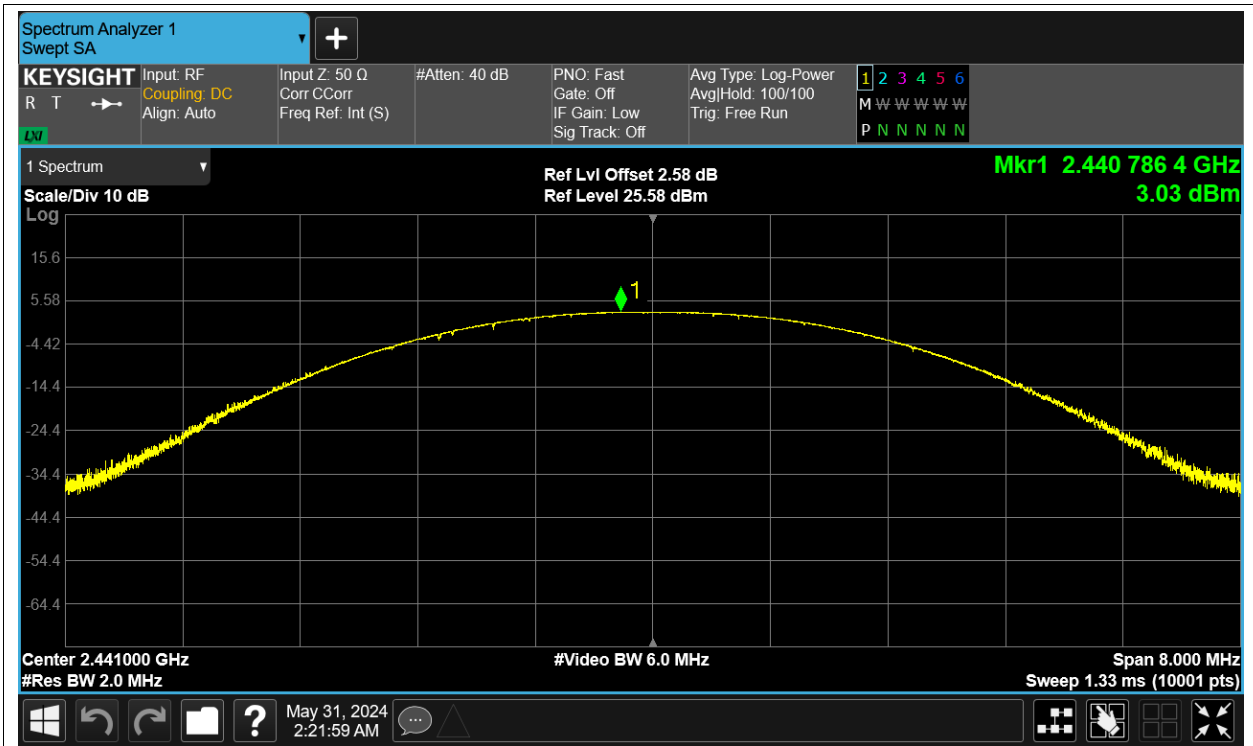 Spectrum Analyzer 1
Swept SA
KEYSIGHT
R T
LXI
Input: RF
Coupling: DC
Align: Auto
Input Z: 50 Ω
Corr CCorr
Freq Ref: Int (S)
#Atten: 40 dB
PNO: Fast
Gate: Off
IF Gain: Low
Sig Track: Off
Avg Type: Log-Power
Avg|Hold: 100/100
Trig: Free Run
1 2 3 4 5 6
M W W W W W
P N N N N N
1 Spectrum
Scale/Div 10 dB
Ref Lvl Offset 2.58 dB
Ref Level 25.58 dBm
Mkr1 2.440 786 4 GHz
3.03 dBm
Log
15.6
5.58
-4.42
-14.4
-24.4
-34.4
-44.4
-54.4
-64.4
1
Center 2.441000 GHz
#Res BW 2.0 MHz
#Video BW 6.0 MHz
Span 8.000 MHz
Sweep 1.33 ms (10001 pts)
?
May 31, 2024
2:21:59 AM